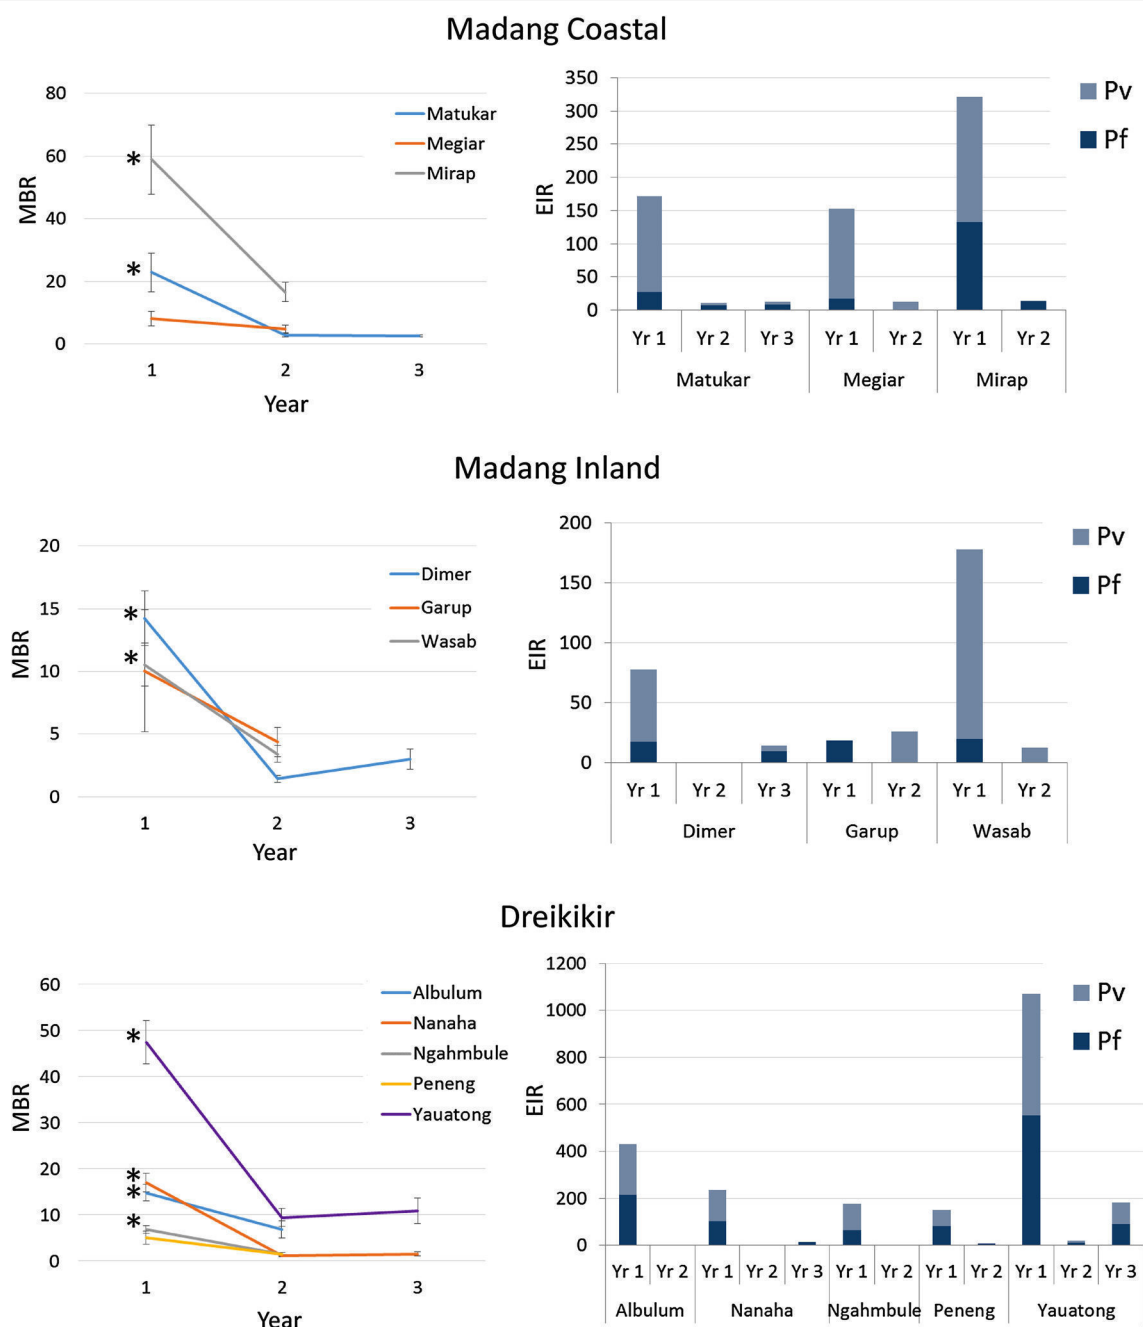 Madang Coastal
80
60
40
20
0
MBR
*
*
Matukar
Megiar
Mirap
1 2 3
Year
350
300
250
200
150
100
50
0
EIR
Pv
Pf
Yr 1 Yr 2 Yr 3 Yr 1 Yr 2 Yr 1 Yr 2
Matukar Megiar Mirap
Madang Inland
20
15
10
5
0
MBR
*
*
Dimer
Garup
Wasab
1 2 3
Year
200
150
100
50
0
EIR
Pv
Pf
Yr 1 Yr 2 Yr 3 Yr 1 Yr 2 Yr 1 Yr 2
Dimer Garup Wasab
Dreikikir
60
50
40
30
20
10
0
MBR
*
*
*
*
Albulum
Nanaha
Ngahmbule
Peneng
Yauatong
1 2 3
Year
1200
1000
800
600
400
200
0
EIR
Pv
Pf
Yr 1 Yr 2 Yr 1 Yr 2 Yr 3 Yr 1 Yr 2 Yr 1 Yr 2 Yr 1 Yr 2 Yr 3
Albulum Nanaha Ngahmbule Peneng Yauatong